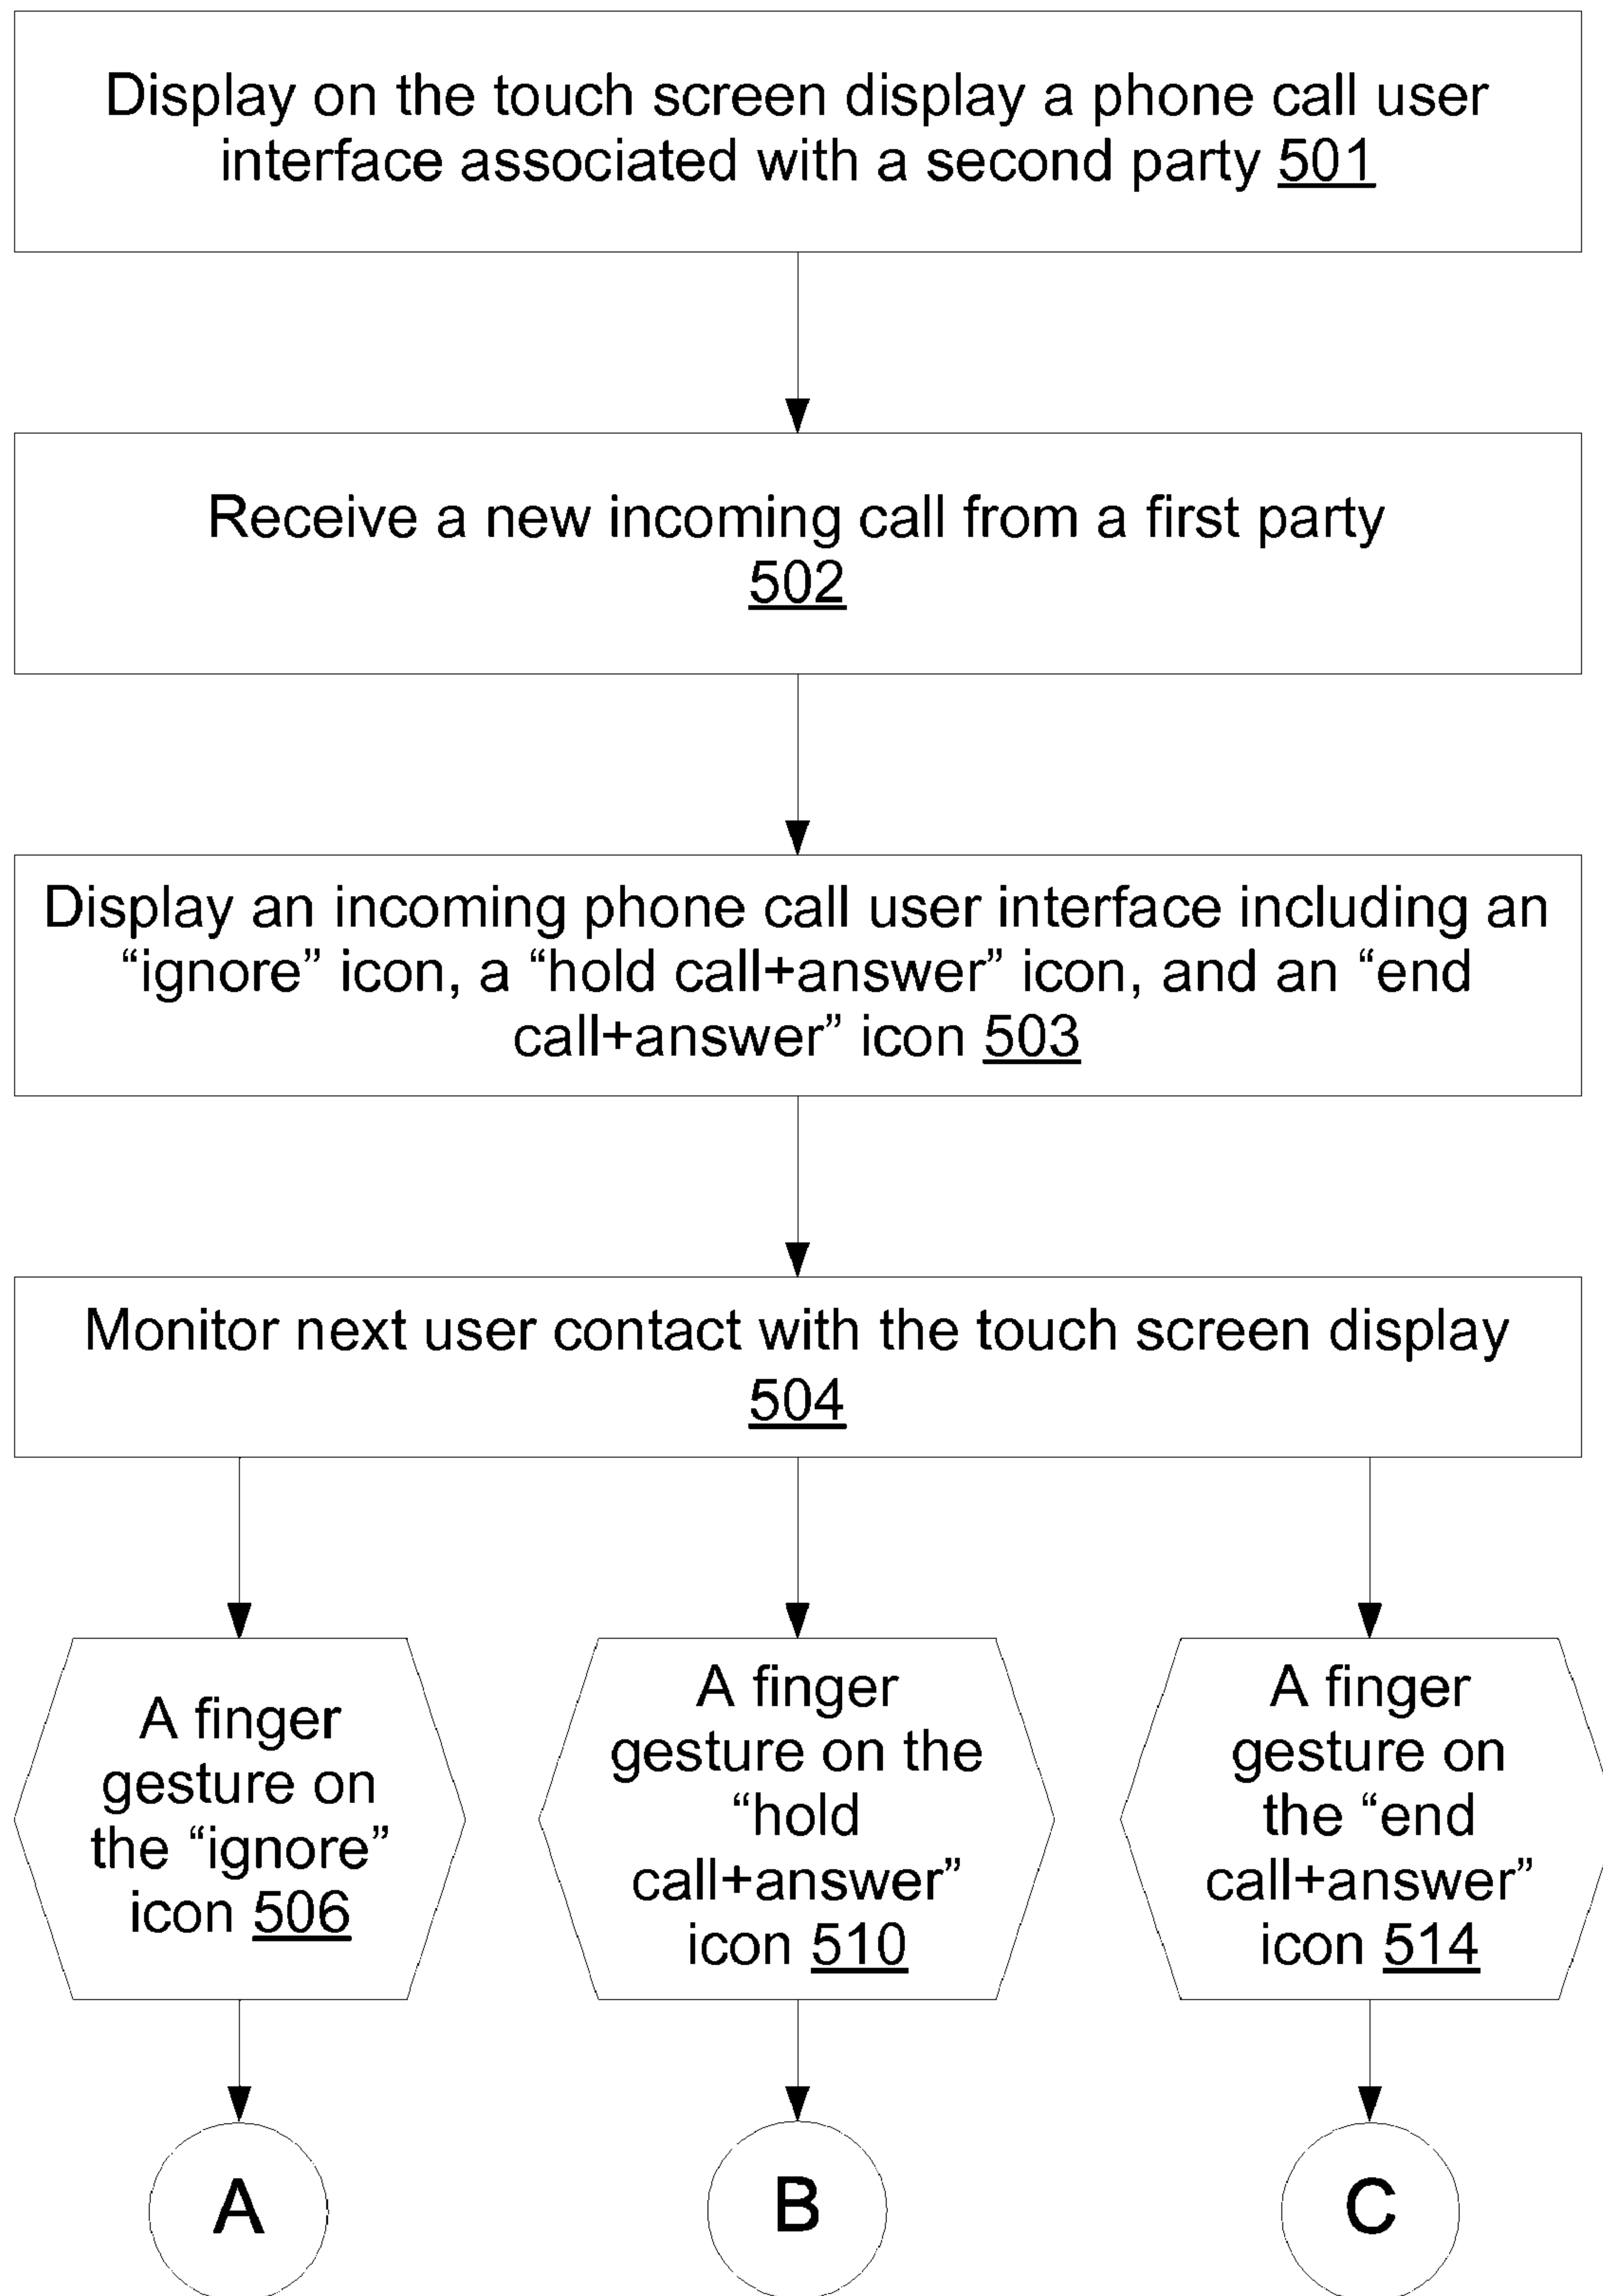 Display on the touch screen display a phone call user
interface associated with a second party 501
Receive a new incoming call from a first party
502
Display an incoming phone call user interface including an
“ignore” icon, a “hold call+answer” icon, and an “end
call+answer” icon 503
Monitor next user contact with the touch screen display
504
A finger
gesture on
the “ignore”
icon 506
A finger
gesture on the
“hold
call+answer”
icon 510
A finger
gesture on
the “end
call+answer”
icon 514
A
B
C